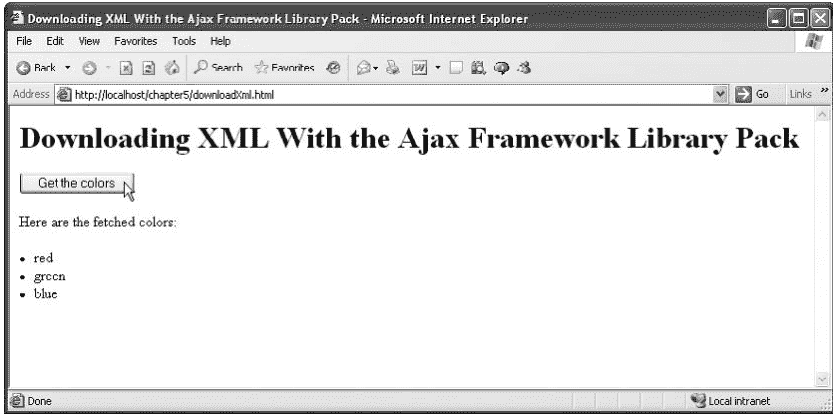 Downloading XML With the Ajax Framework Library Pack - Microsoft Internet Explorer
File Edit View Favorites Tools Help
Back Search Favorites
Address http://localhost/chapter5/downloadXml.html Go Links »
Downloading XML With the Ajax Framework Library Pack
Get the colors
Here are the fetched colors:
• red
• green
• blue
Done Local intranet